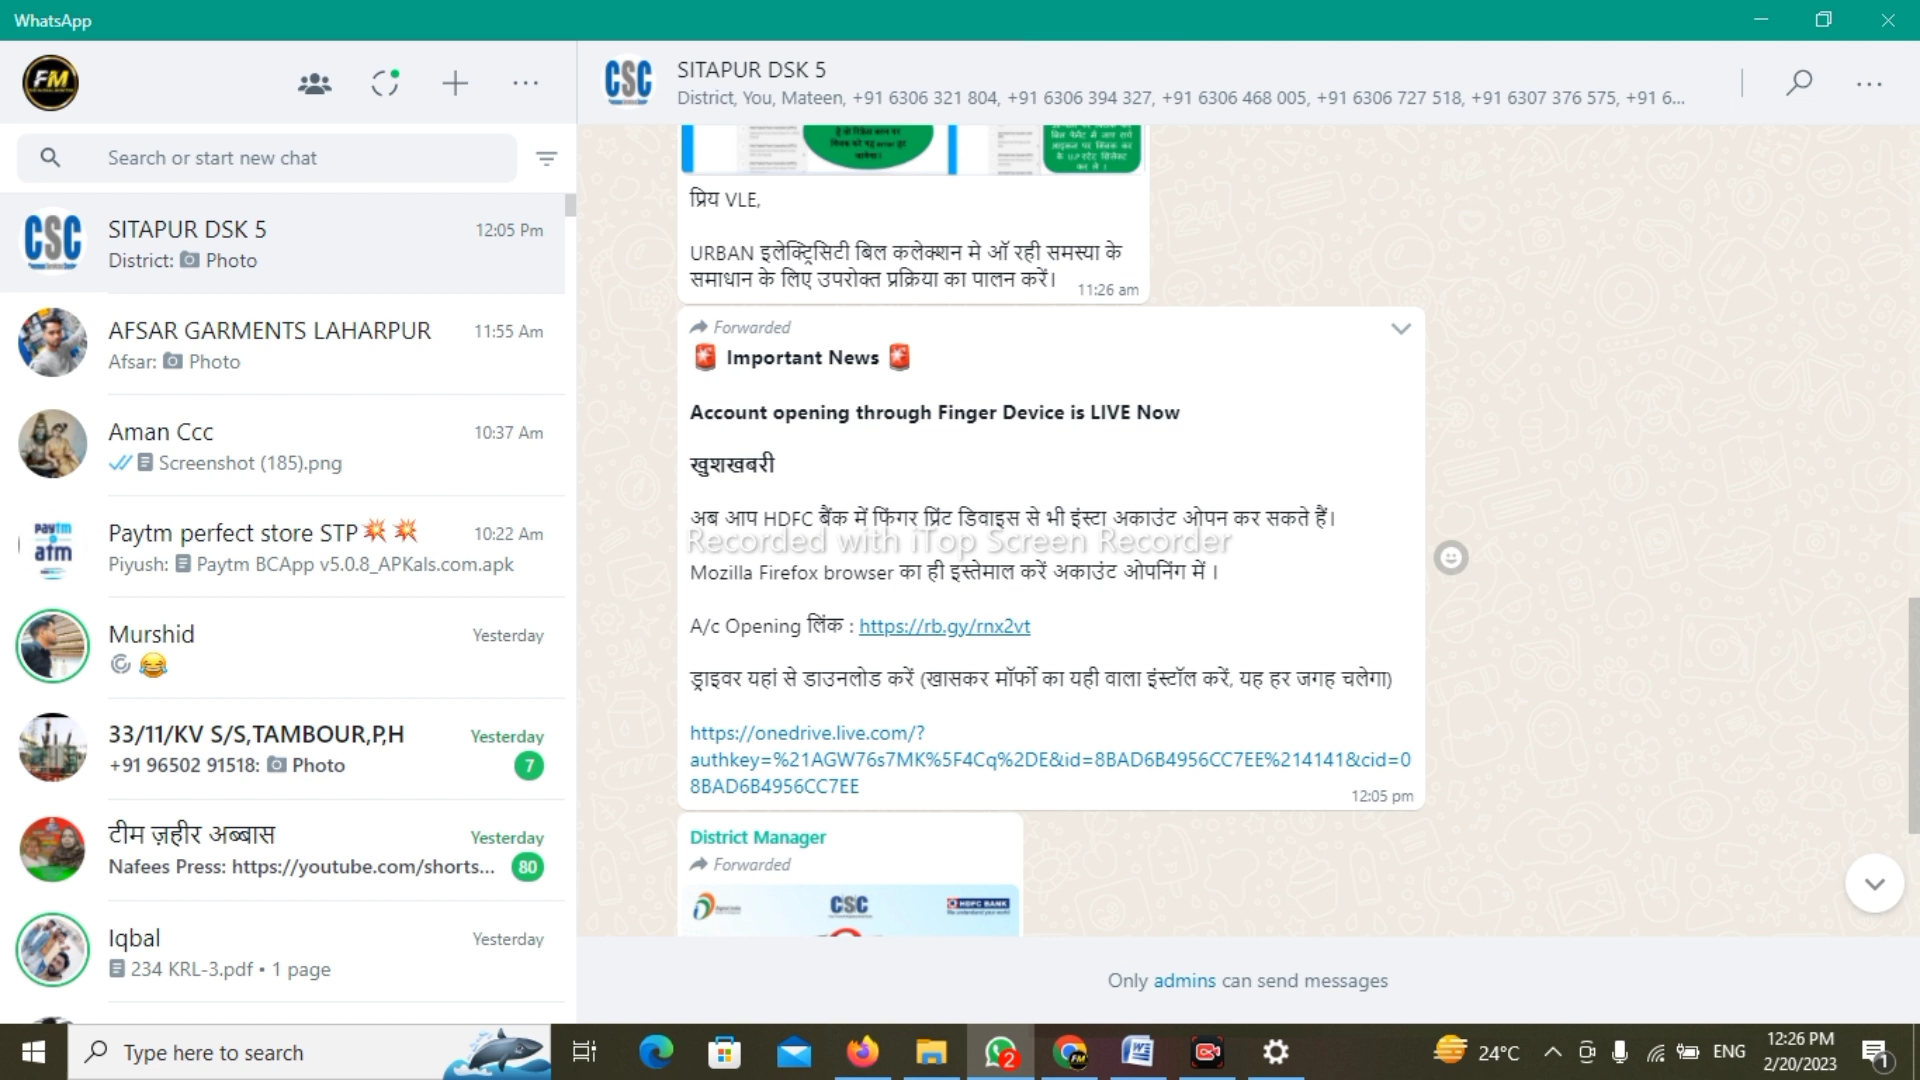 WhatsApp
FM
Search or start new chat
SITAPUR DSK 5
12:05 Pm
District: Photo
AFSAR GARMENTS LAHARPUR
11:55 Am
Afsar: Photo
Aman Ccc
10:37 Am
Screenshot (185).png
Paytm perfect store STP💥💥
10:22 Am
Piyush: Paytm BCApp v5.0.8_APKals.com.apk
Murshid
Yesterday
😂
33/11/KV S/S,TAMBOUR,P,H
Yesterday
+91 96502 91518: Photo
7
टीम ज़हीर अब्बास
Yesterday
Nafees Press: https://youtube.com/shorts...
80
Iqbal
Yesterday
234 KRL-3.pdf • 1 page
CSC
SITAPUR DSK 5
District, You, Mateen, +91 6306 321 804, +91 6306 394 327, +91 6306 468 005, +91 6306 727 518, +91 6307 376 575, +91 6...
प्रिय VLE,
URBAN इलेक्ट्रिसिटी बिल कलेक्शन मे ऑ रही समस्या के
समाधान के लिए उपरोक्त प्रक्रिया का पालन करें।
11:26 am
Forwarded
🚨 Important News 🚨
Account opening through Finger Device is LIVE Now
खुशखबरी
अब आप HDFC बैंक में फिंगर प्रिंट डिवाइस से भी इंस्टा अकाउंट ओपन कर सकते हैं।
Recorded with iTop Screen Recorder
Mozilla Firefox browser का ही इस्तेमाल करें अकाउंट ओपनिंग में ।
A/c Opening लिंक : https://rb.gy/rnx2vt
ड्राइवर यहां से डाउनलोड करें (खासकर मॉर्फो का यही वाला इंस्टॉल करें, यह हर जगह चलेगा)
https://onedrive.live.com/?
authkey=%21AGW76s7MK%5F4Cq%2DE&id=8BAD6B4956CC7EE%214141&cid=0
8BAD6B4956CC7EE
12:05 pm
District Manager
Forwarded
CSC
HDFC BANK
Only admins can send messages
Type here to search
2
24°C
ENG
12:26 PM
2/20/2023
1